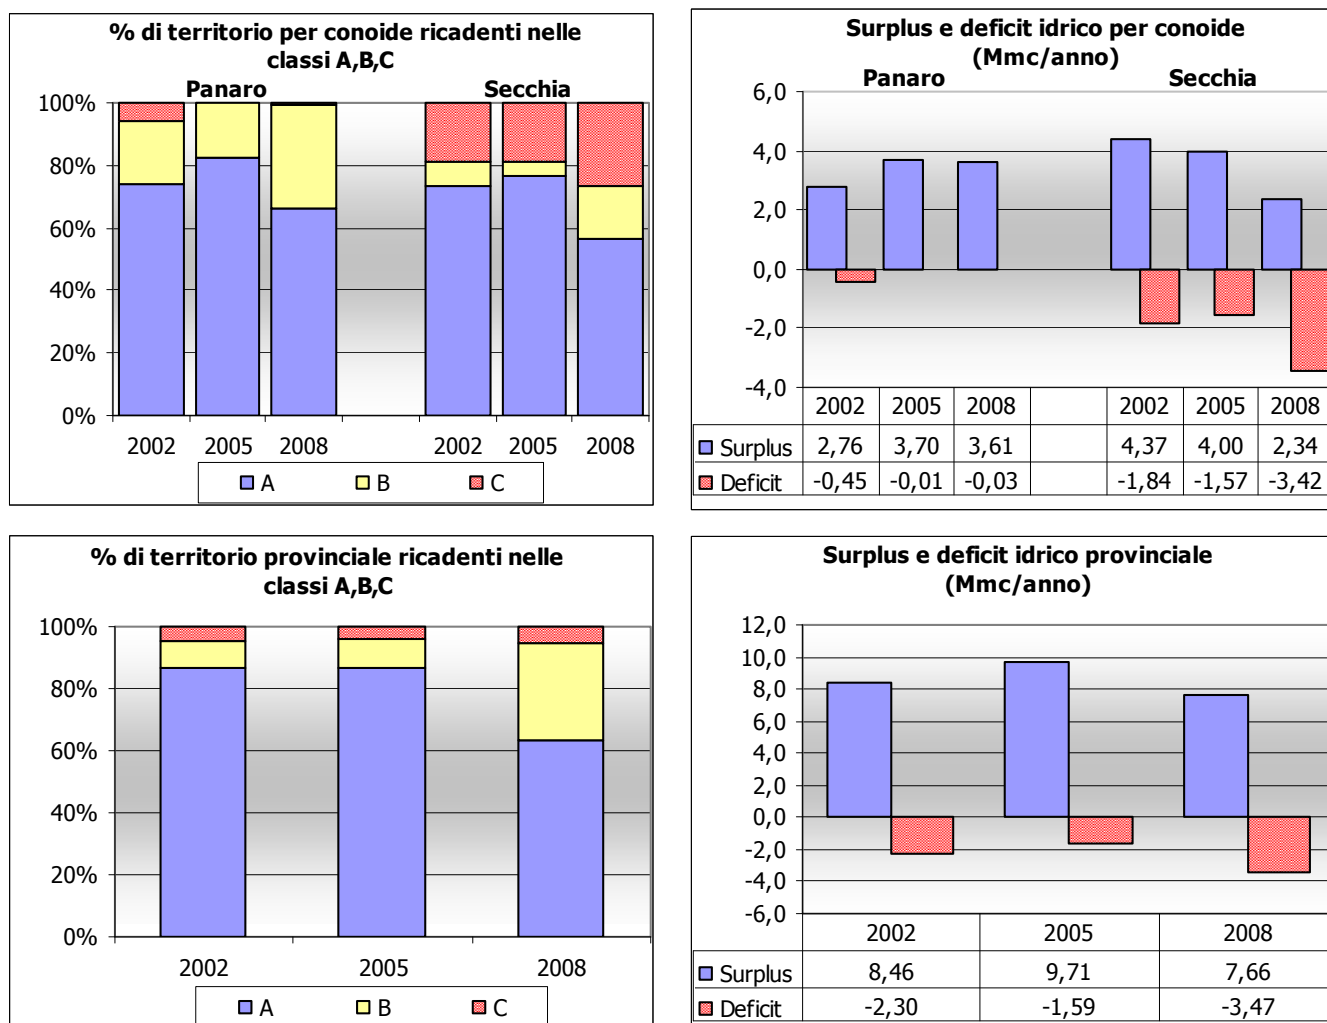 % di territorio per conoide ricadenti nelle
classi A,B,C
Panaro Secchia
100%
80%
60%
40%
20%
0%
2002 2005 2008 2002 2005 2008
A B C
Surplus e deficit idrico per conoide
(Mmc/anno)
Panaro Secchia
6,0
4,0
2,0
0,0
-2,0
-4,0
2002 2005 2008 2002 2005 2008
Surplus 2,76 3,70 3,61 4,37 4,00 2,34
Deficit -0,45 -0,01 -0,03 -1,84 -1,57 -3,42
% di territorio provinciale ricadenti nelle
classi A,B,C
100%
80%
60%
40%
20%
0%
2002 2005 2008
A B C
Surplus e deficit idrico provinciale
(Mmc/anno)
12,0
10,0
8,0
6,0
4,0
2,0
0,0
-2,0
-4,0
-6,0
2002 2005 2008
Surplus 8,46 9,71 7,66
Deficit -2,30 -1,59 -3,47